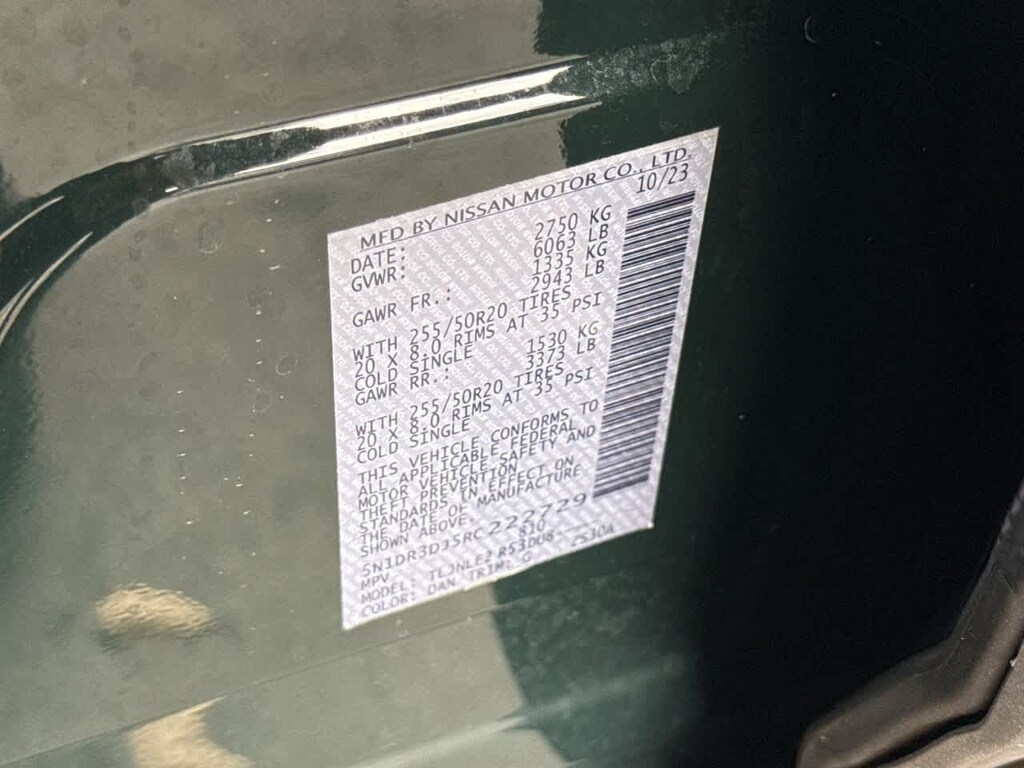 MFD BY NISSAN MOTOR CO., LTD.
DATE: 10/23
GVWR: 2750 KG
6063 LB
GAWR FR.: 1335 KG
2943 LB
WITH 255/50R20 TIRES
20 X 8.0 RIMS AT 35 PSI
COLD SINGLE
GAWR RR.: 1530 KG
3373 LB
WITH 255/50R20 TIRES
20 X 8.0 RIMS AT 35 PSI
COLD SINGLE
THIS VEHICLE CONFORMS TO
ALL APPLICABLE FEDERAL
MOTOR VEHICLE SAFETY AND
THEFT PREVENTION
STANDARDS IN EFFECT ON
THE DATE OF MANUFACTURE
SHOWN ABOVE.
5N1DR3DJ5RC222729
MPV
MODEL: TLJNLE2 R53DU8-
COLOR: DAN TRIM: G